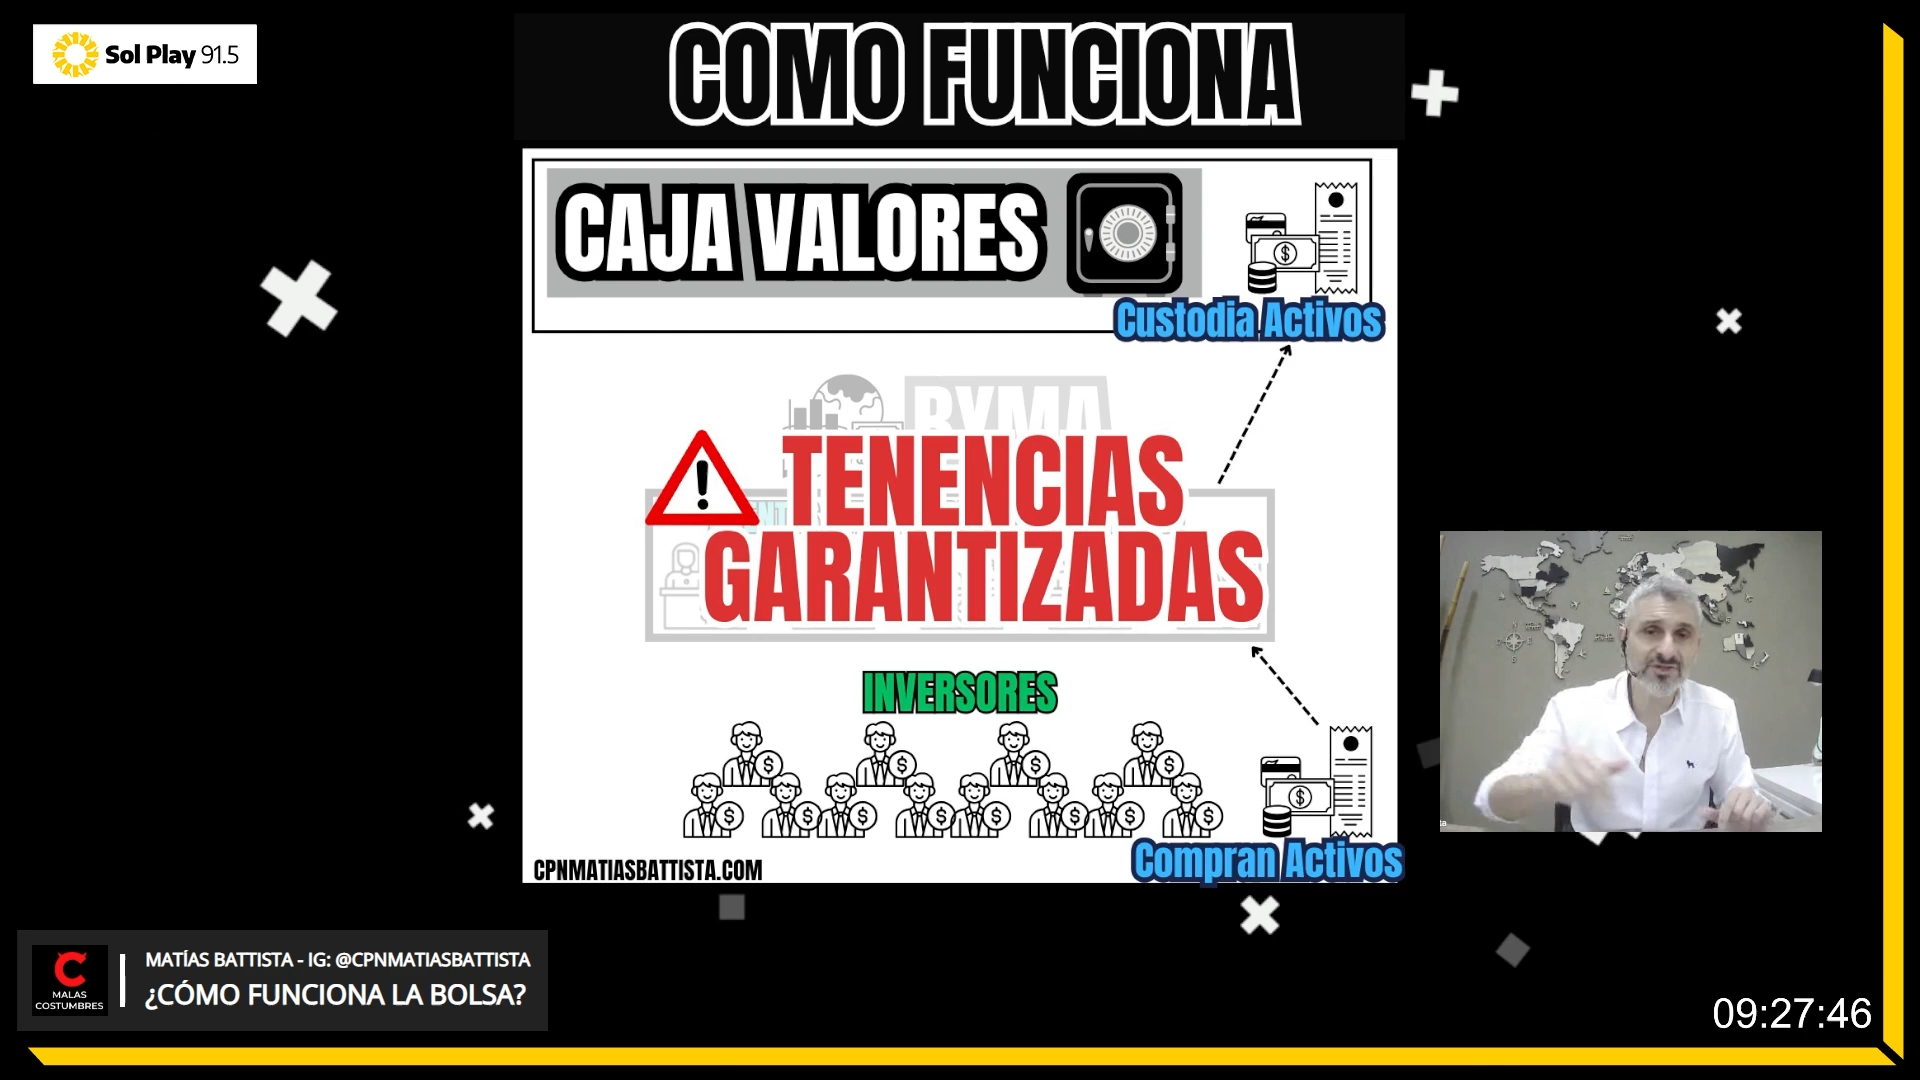 Sol Play 91.5
COMO FUNCIONA
CAJA VALORES
$
Custodia Activos
BYMA
!
TENENCIAS
GARANTIZADAS
INVERSORES
$ $ $ $
$ $ $ $ $ $ $ $
$
CPNMATIASBATTISTA.COM
Compran Activos
C
MALAS
COSTUMBRES
MATÍAS BATTISTA - IG: @CPNMATIASBATTISTA
¿CÓMO FUNCIONA LA BOLSA?
09:27:46